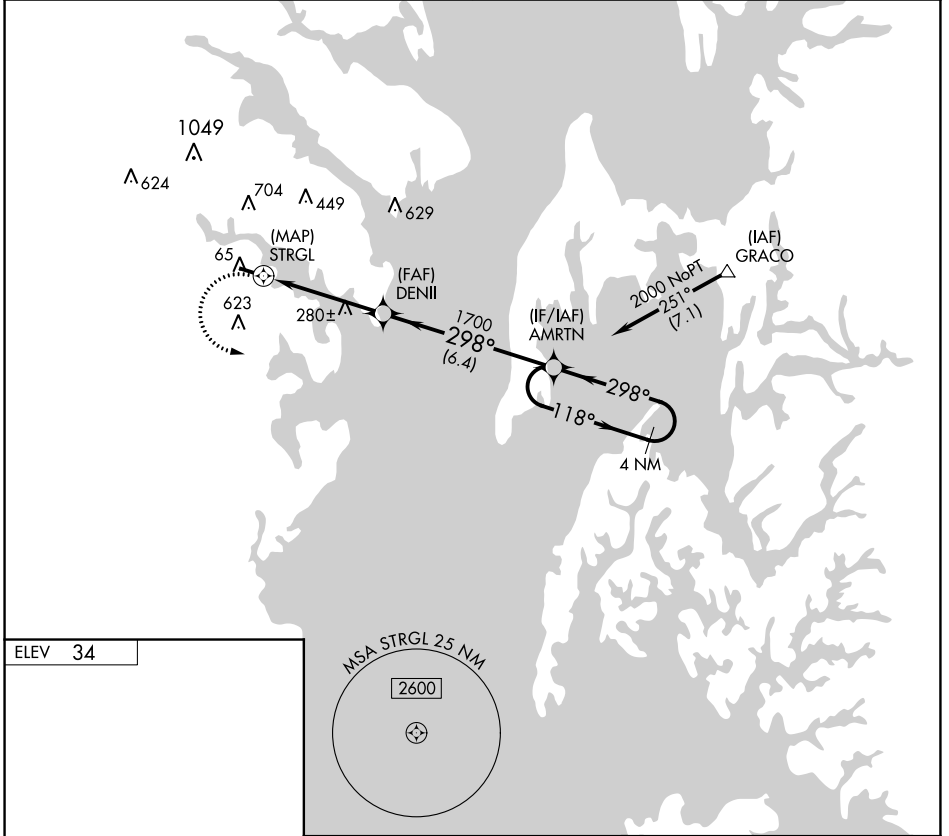 1049
624
704
449
629
(MAP)
STRGL
65
(FAF)
DENII
(IAF)
GRACO
2000 NoPT
251°
(7.1)
623
280±
1700
298°
(6.4)
(IF/IAF)
AMRTN
298°
118°
4 NM
ELEV 34
MSA STRGL 25 NM
2600